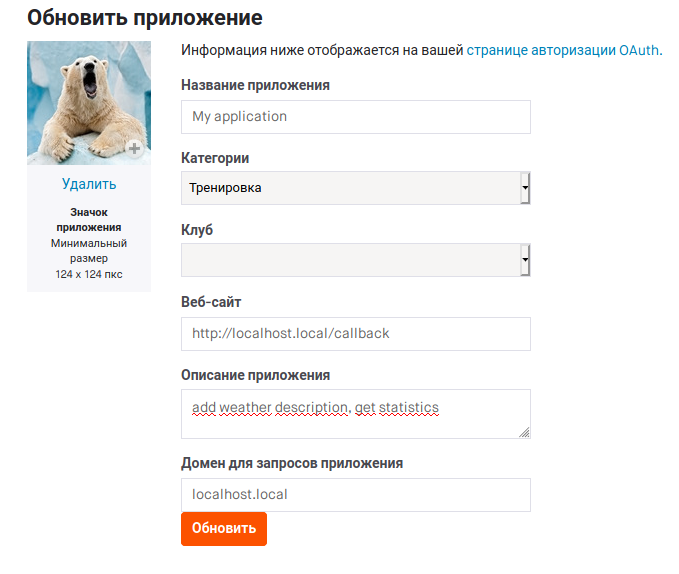 Обновить приложение
Информация ниже отображается на вашей странице авторизации OAuth.
Удалить
Значок
приложения
Минимальный
размер
124 x 124 пкс
Название приложения
My application
Категории
Тренировка
Клуб
Веб-сайт
http://localhost.local/callback
Описание приложения
add weather description, get statistics
Домен для запросов приложения
localhost.local
Обновить